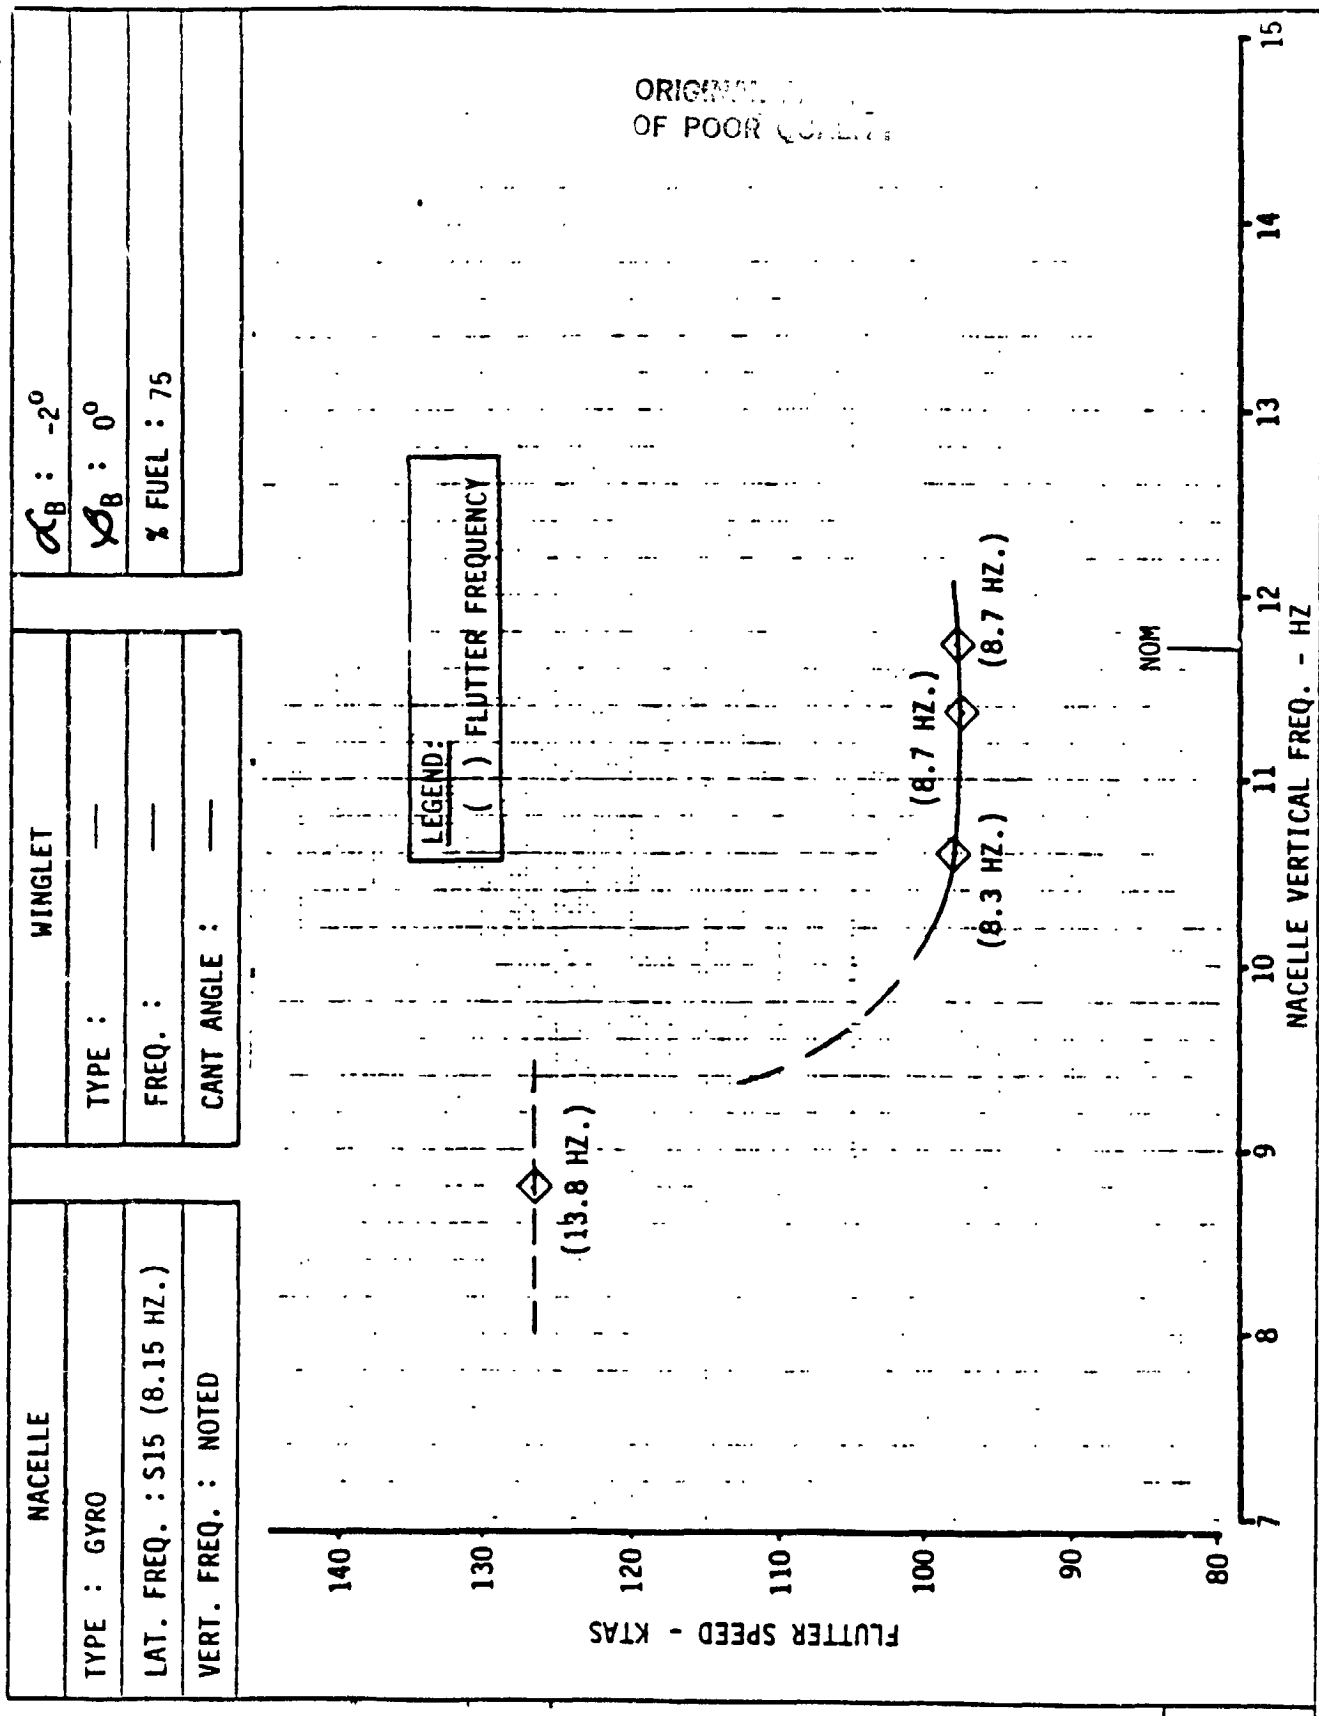 NACELLE
TYPE : GYRO
LAT. FREQ. : S15 (8.15 HZ.)
VERT. FREQ. : NOTED
WINGLET
TYPE : —
FREQ. : —
CANT ANGLE : —
αB : -2°
ØB : 0°
% FUEL : 75
ORIGINAL
OF POOR QUALITY
LEGEND:
( ) FLUTTER FREQUENCY
FLUTTER SPEED - KTAS
140
130
120
110
100
90
80
(13.8 HZ.)
(8.3 HZ.)
(8.7 HZ.)
(8.7 HZ.)
NOM
7 8 9 10 11 12 13 14 15
NACELLE VERTICAL FREQ. - HZ